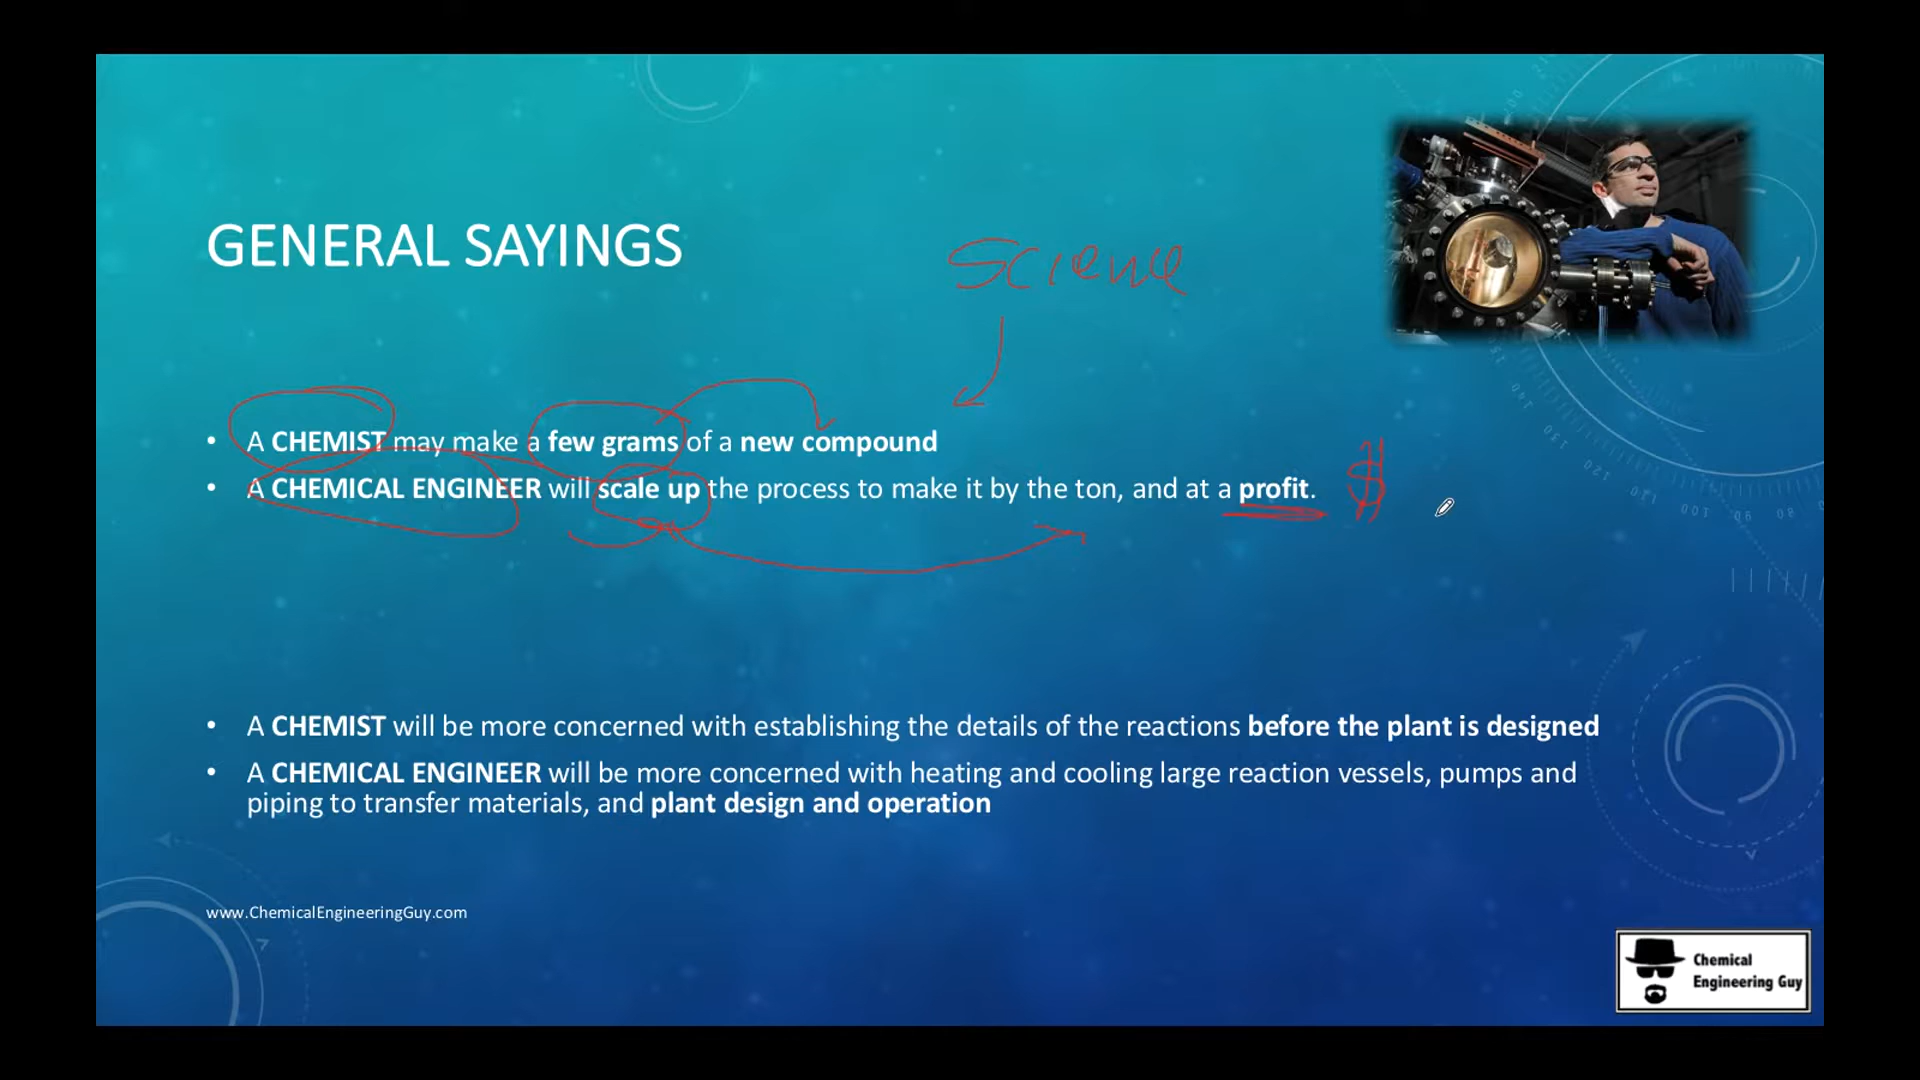 GENERAL SAYINGS
Science
• A CHEMIST may make a few grams of a new compound
• A CHEMICAL ENGINEER will scale up the process to make it by the ton, and at a profit. $
• A CHEMIST will be more concerned with establishing the details of the reactions before the plant is designed
• A CHEMICAL ENGINEER will be more concerned with heating and cooling large reaction vessels, pumps and
piping to transfer materials, and plant design and operation
www.ChemicalEngineeringGuy.com
Chemical
Engineering Guy